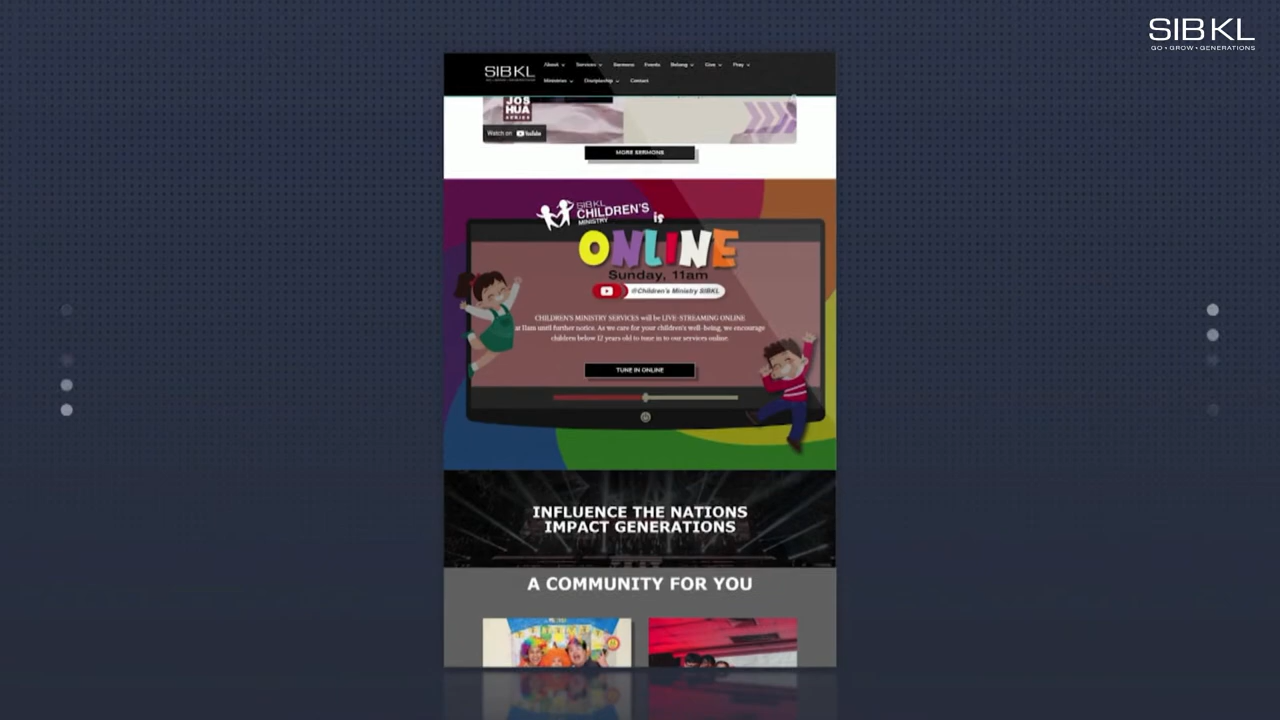 SIBKL
GO • GROW • GENERATIONS
SIBKL
About Services Sermons Events Belong Give Pray
Ministries Discipleship Contact
JOS
HUA
SERIES
Watch on YouTube
MORE SERMONS
SIBKL
CHILDREN'S
MINISTRY
is
ONLINE
Sunday, 11am
@Children's Ministry SIBKL
CHILDREN'S MINISTRY SERVICES will be LIVE-STREAMING ONLINE
at 11am until further notice. As we care for your children's well-being, we encourage
children below 12 years old to tune in to our services online.
TUNE IN ONLINE
INFLUENCE THE NATIONS
IMPACT GENERATIONS
A COMMUNITY FOR YOU